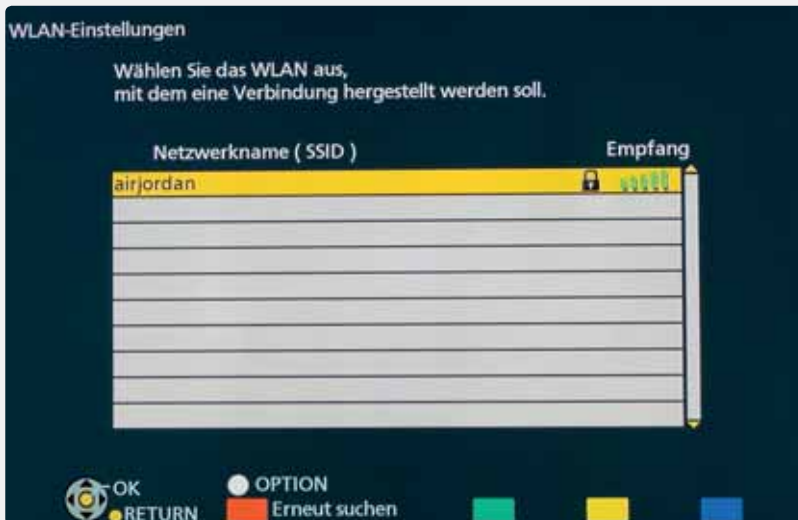 WLAN-Einstellungen
Wählen Sie das WLAN aus,
mit dem eine Verbindung hergestellt werden soll.
Netzwerkname ( SSID )
Empfang
airjordan
OK
OPTION
RETURN
Erneut suchen